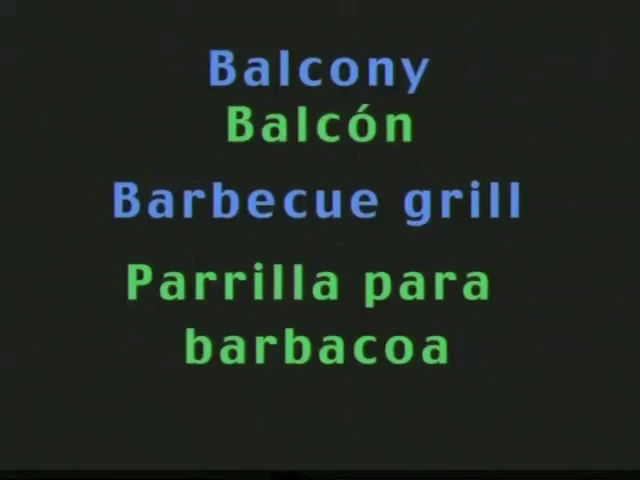 Balcony
Balcón
Barbecue grill
Parrilla para
barbacoa